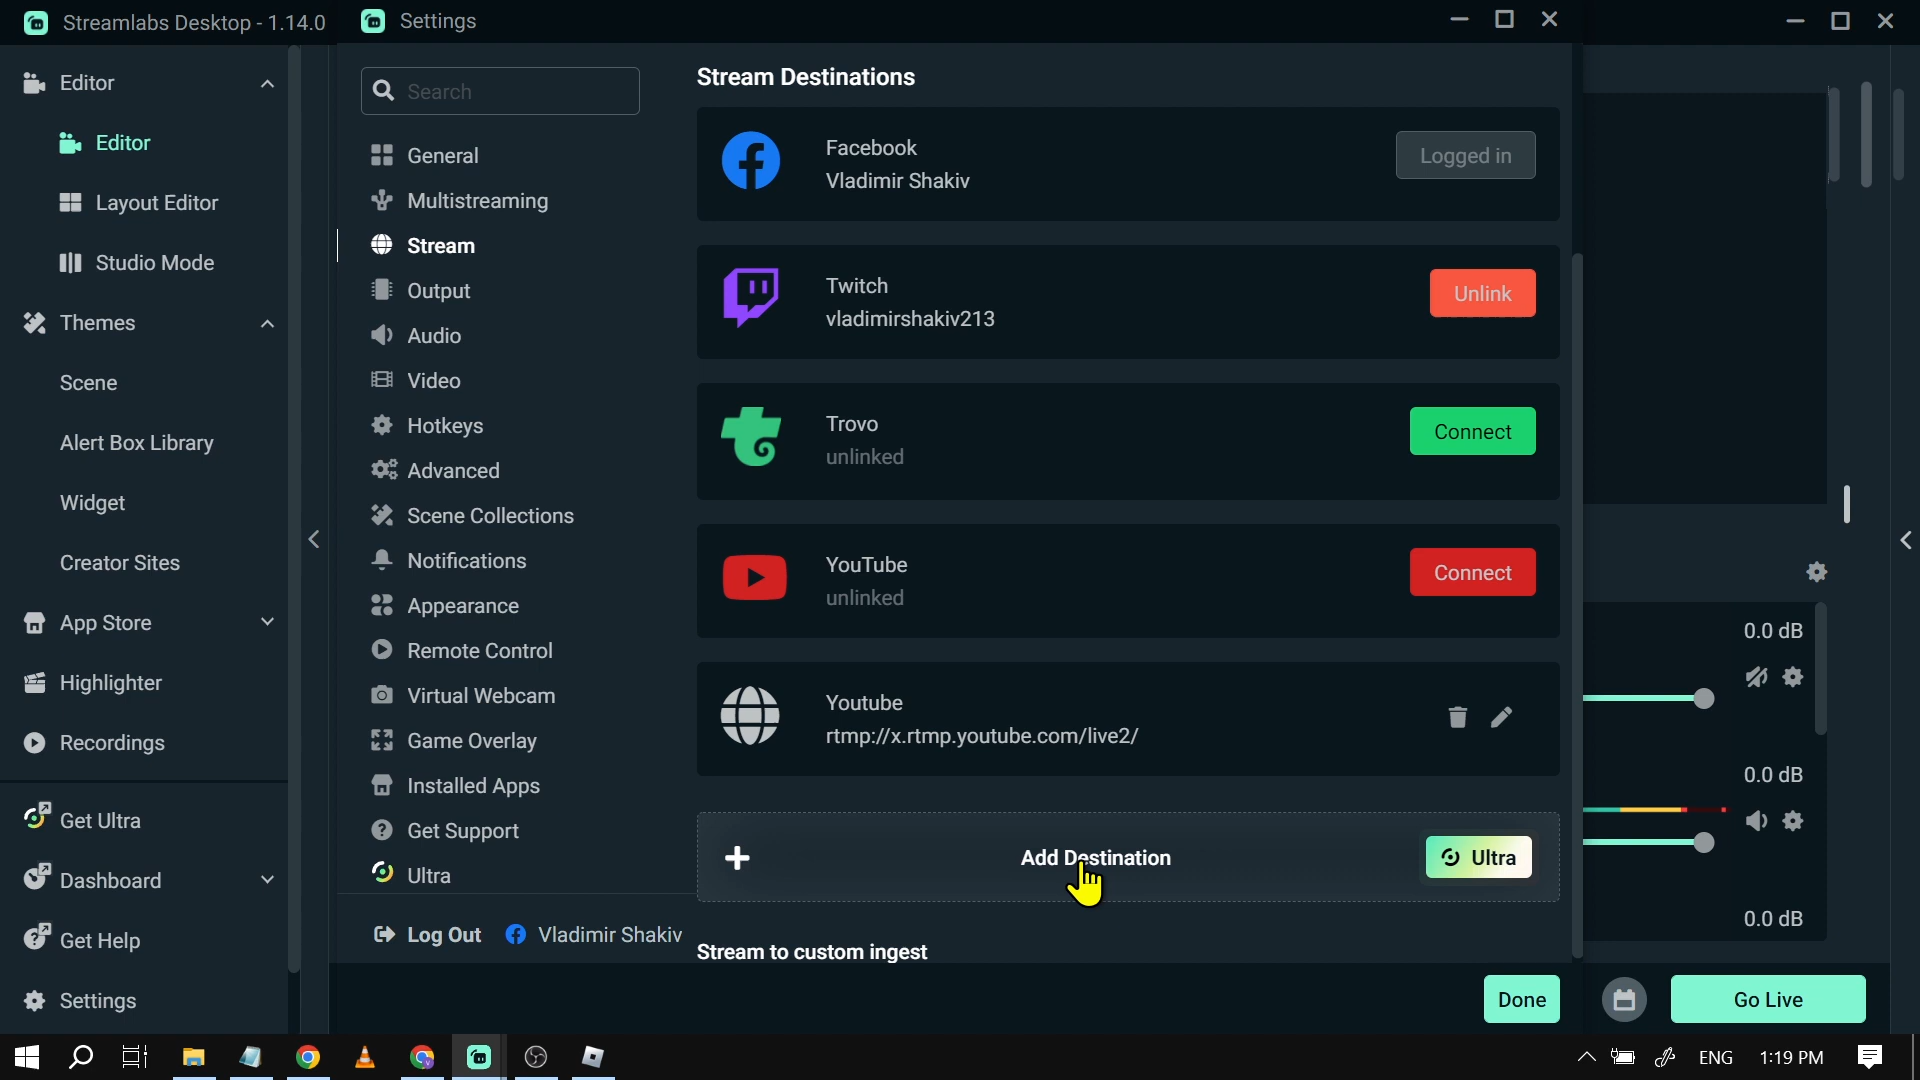 Streamlabs Desktop - 1.14.0
Editor
Editor
Layout Editor
Studio Mode
Themes
Scene
Alert Box Library
Widget
Creator Sites
App Store
Highlighter
Recordings
Get Ultra
Dashboard
Get Help
Settings
Settings
Search
General
Multistreaming
Stream
Output
Audio
Video
Hotkeys
Advanced
Scene Collections
Notifications
Appearance
Remote Control
Virtual Webcam
Game Overlay
Installed Apps
Get Support
Ultra
Log Out Vladimir Shakiv
Stream Destinations
Facebook
Vladimir Shakiv
Logged in
Twitch
vladimirshakiv213
Unlink
Trovo
unlinked
Connect
YouTube
unlinked
Connect
Youtube
rtmp://x.rtmp.youtube.com/live2/
Add Destination
Ultra
Stream to custom ingest
Done
0.0 dB
0.0 dB
0.0 dB
Go Live
ENG 1:19 PM